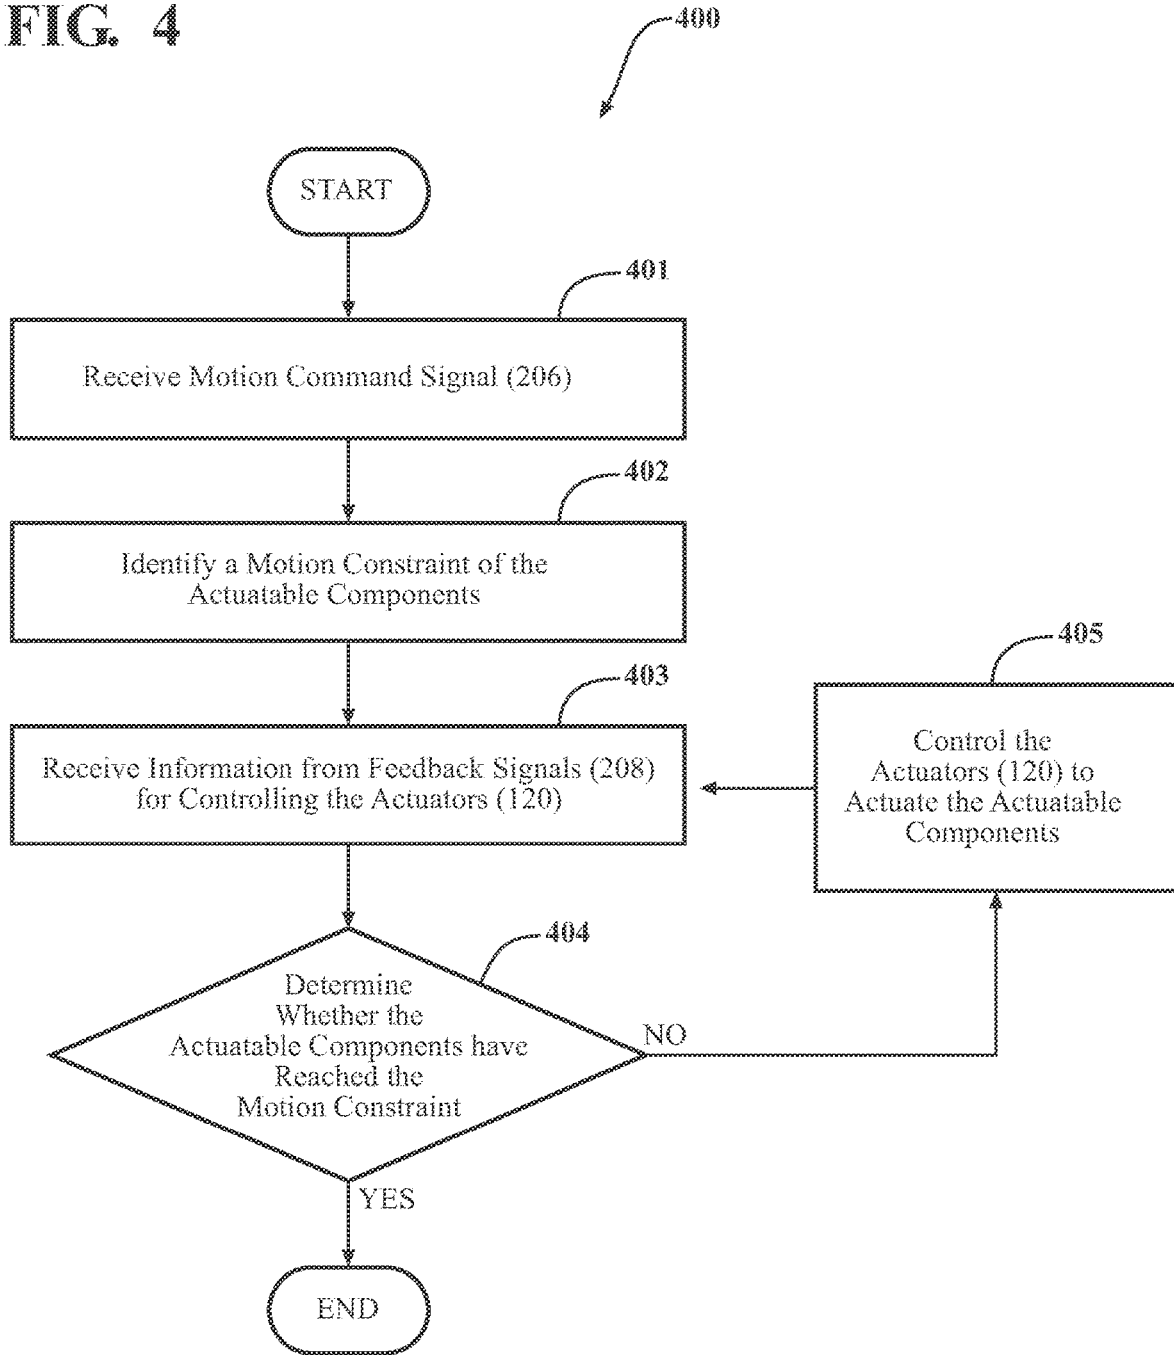 FIG. 4
400
START
401
Receive Motion Command Signal (206)
402
Identify a Motion Constraint of the
Actuatable Components
403
Receive Information from Feedback Signals (208)
for Controlling the Actuators (120)
405
Control the
Actuators (120) to
Actuate the Actuatable
Components
404
Determine
Whether the
Actuatable Components have
Reached the
Motion Constraint
NO
YES
END